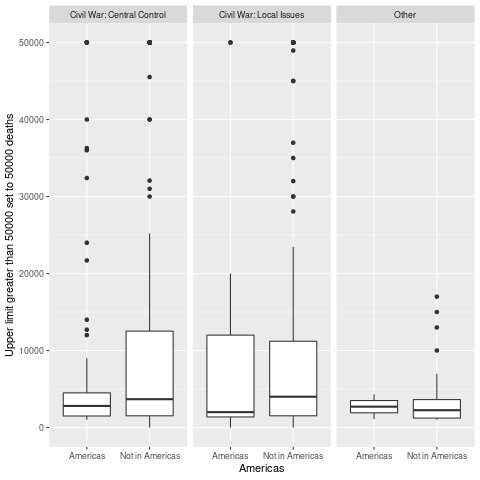 Civil War: Central Control
Civil War: Local Issues
Other
Upper limit greater than 50000 set to 50000 deaths
50000
40000
30000
20000
10000
0
Americas
Not in Americas
Americas
Not in Americas
Americas
Not in Americas
Americas